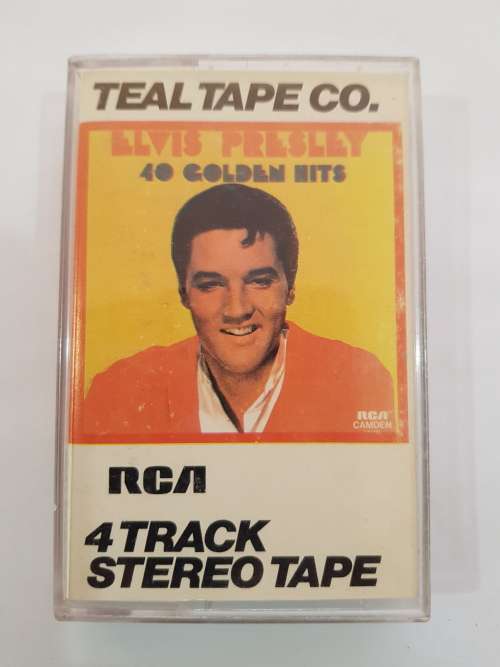 TEAL TAPE CO.
ELVIS PRESLEY
40 GOLDEN HITS
RCA
CAMDEN
RCA
4 TRACK
STEREO TAPE